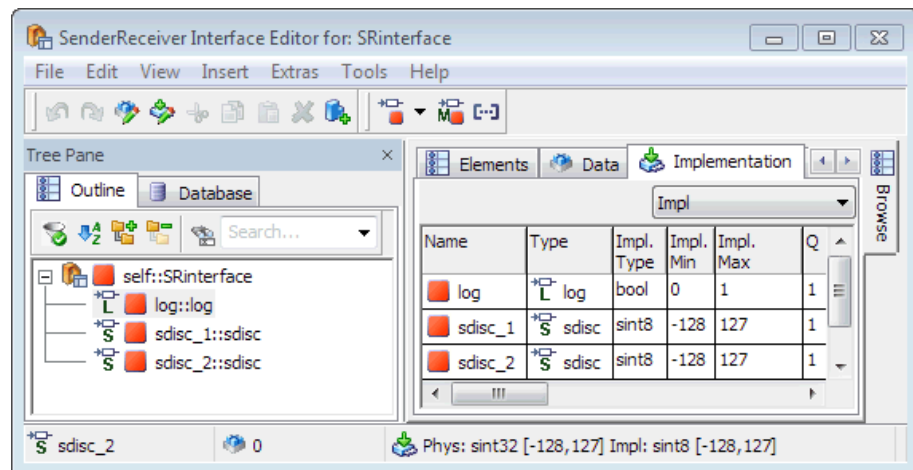 SenderReceiver Interface Editor for: SRinterface
File Edit View Insert Extras Tools Help
Tree Pane
Outline Database
Search...
self::SRinterface
log::log
sdisc_1::sdisc
sdisc_2::sdisc
Elements Data Implementation
Browse
Impl
Name Type Impl. Type Impl. Min Impl. Max Q
log L log bool 0 1 1
sdisc_1 S sdisc sint8 -128 127 1
sdisc_2 S sdisc sint8 -128 127 1
S sdisc_2 0 Phys: sint32 [-128,127] Impl: sint8 [-128,127]